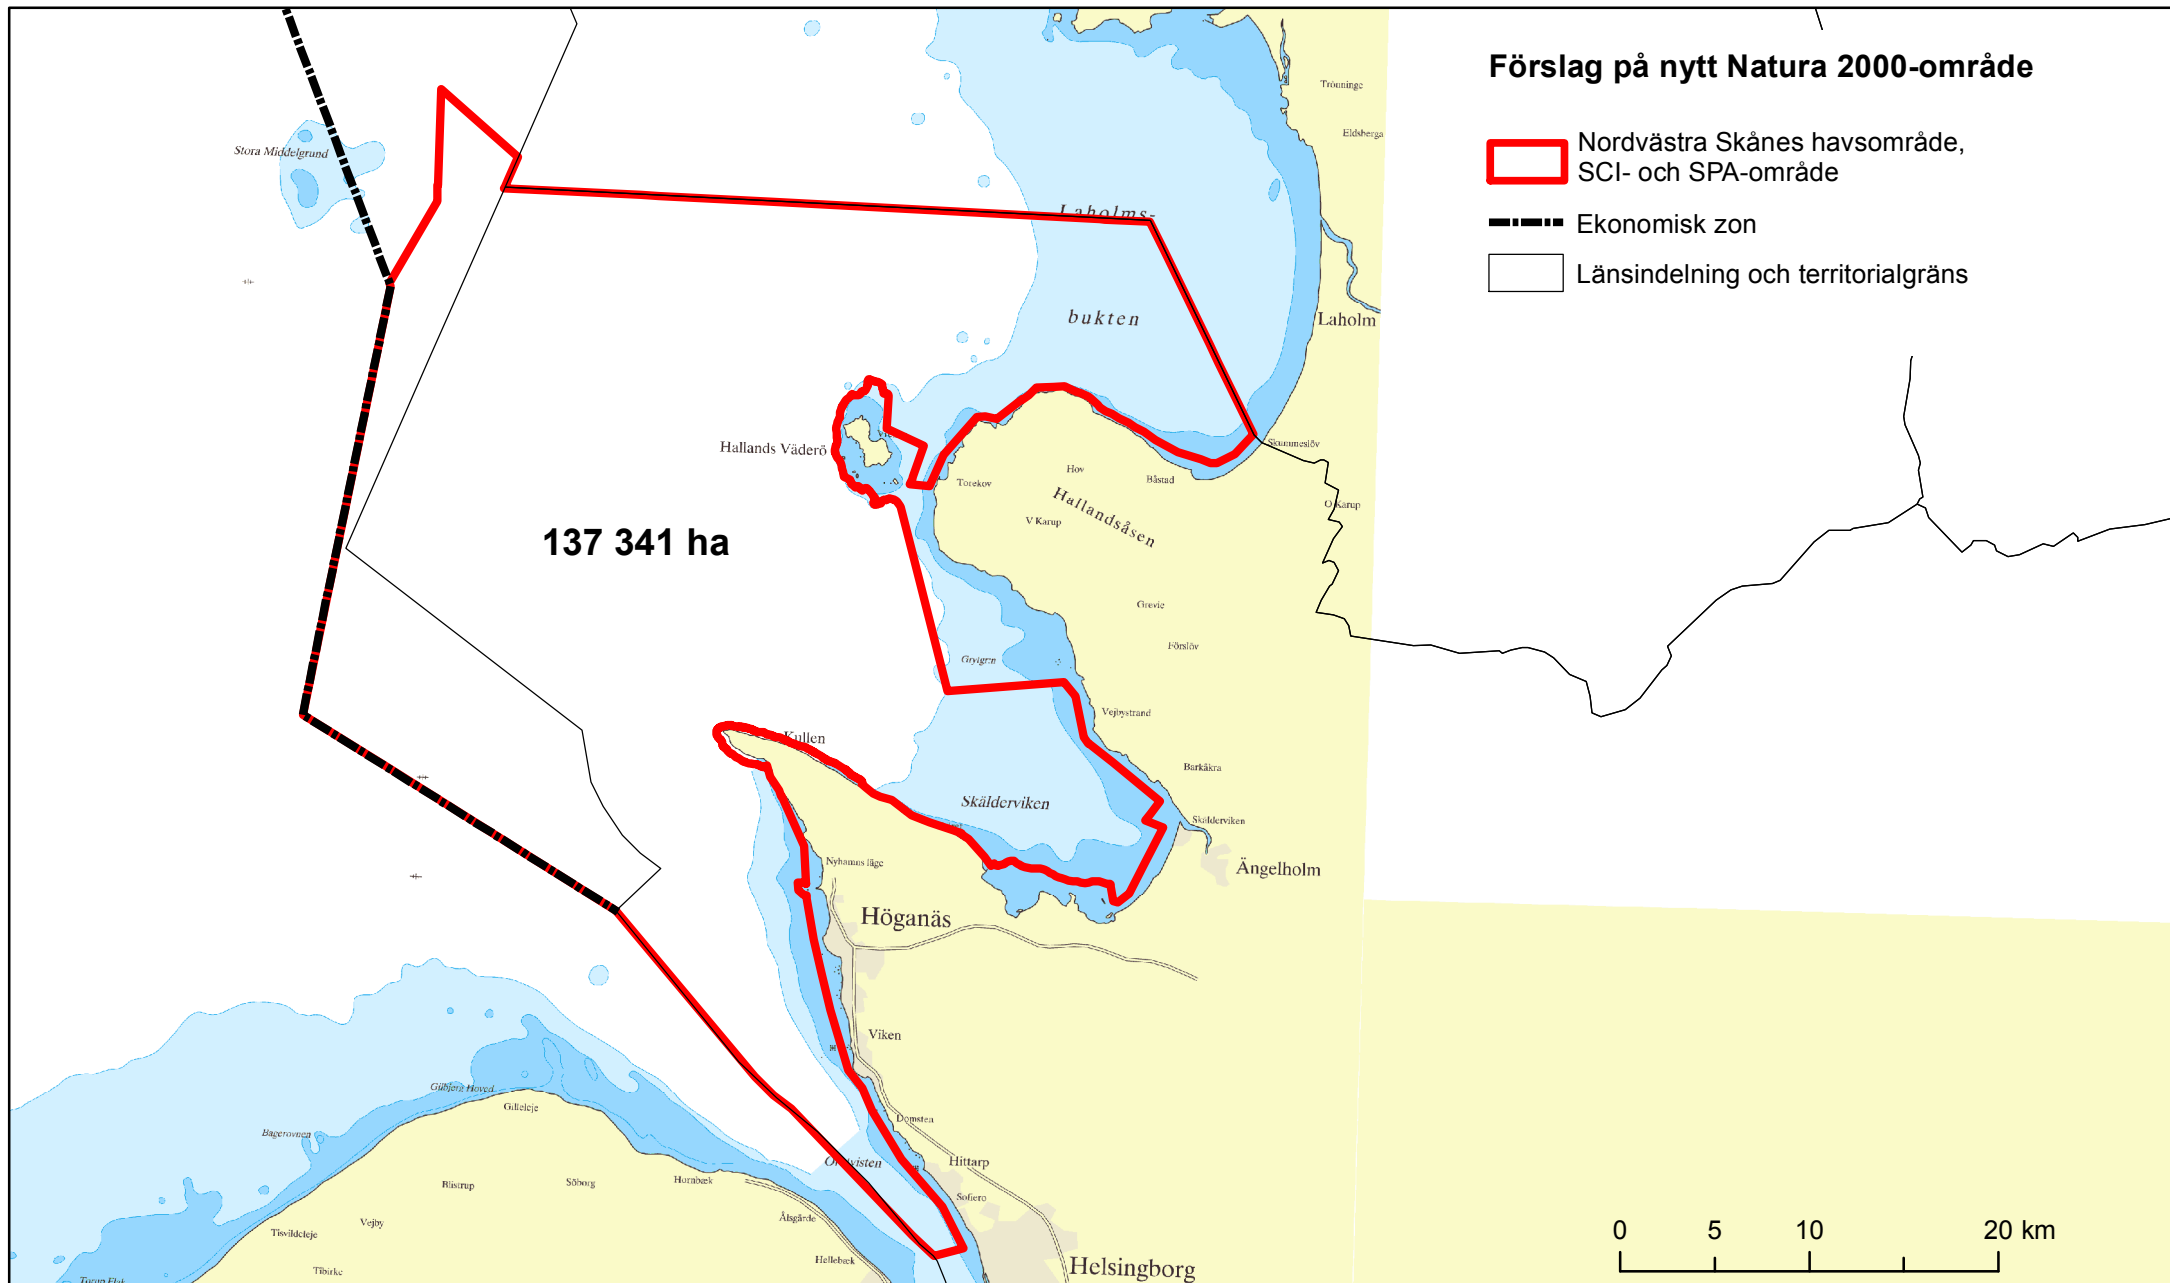 Förslag på nytt Natura 2000-område
Nordvästra Skånes havsområde,
SCI- och SPA-område
Ekonomisk zon
Länsindelning och territorialgräns
Trönninge
Eldsberga
Stora Middelgrund
Laholms-
bukten
Laholm
Hallands Väderö
Skummeslöv
Hov
Båstad
Torekov
Hallandsåsen
V Karup
Ö Karup
137 341 ha
Grevie
Förslöv
Vejbystrand
Kullen
Barkåkra
Skälderviken
Skälderviken
Ängelholm
Nyhamns läge
Höganäs
Viken
Gilbjerg Hoved
Gilleleje
Domsten
Bagerovnen
Hittarp
Sofiero
Blistrup
Söborg
Hornbæk
Ålsgårde
Vejby
Tisvildeleje
Hellebæk
Tibirke
Helsingborg
0 5 10 20 km